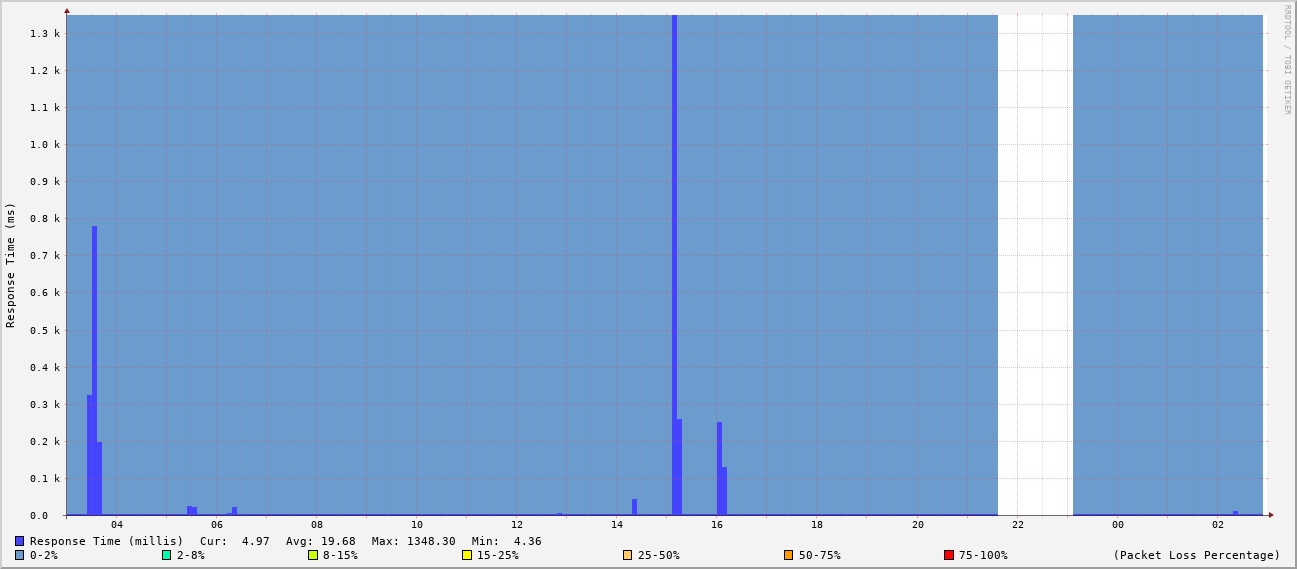 RRDTOOL / TOBI OETIKER
Response Time (ms)
1.3 k
1.2 k
1.1 k
1.0 k
0.9 k
0.8 k
0.7 k
0.6 k
0.5 k
0.4 k
0.3 k
0.2 k
0.1 k
0.0
04 06 08 10 12 14 16 18 20 22 00 02
Response Time (millis) Cur: 4.97 Avg: 19.68 Max: 1348.30 Min: 4.36
0-2% 2-8% 8-15% 15-25% 25-50% 50-75% 75-100% (Packet Loss Percentage)